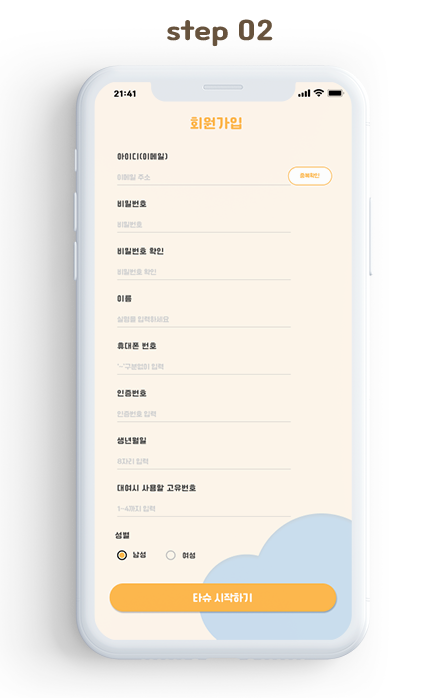 step 02
21:41
회원가입
아이디(이메일)
이메일 주소
중복확인
비밀번호
비밀번호
비밀번호 확인
비밀번호 확인
이름
실명을 입력하세요
휴대폰 번호
'-'구분없이 입력
인증번호
인증번호 입력
생년월일
8자리 입력
대여시 사용할 고유번호
1~4까지 입력
성별
남성
여성
타슈 시작하기